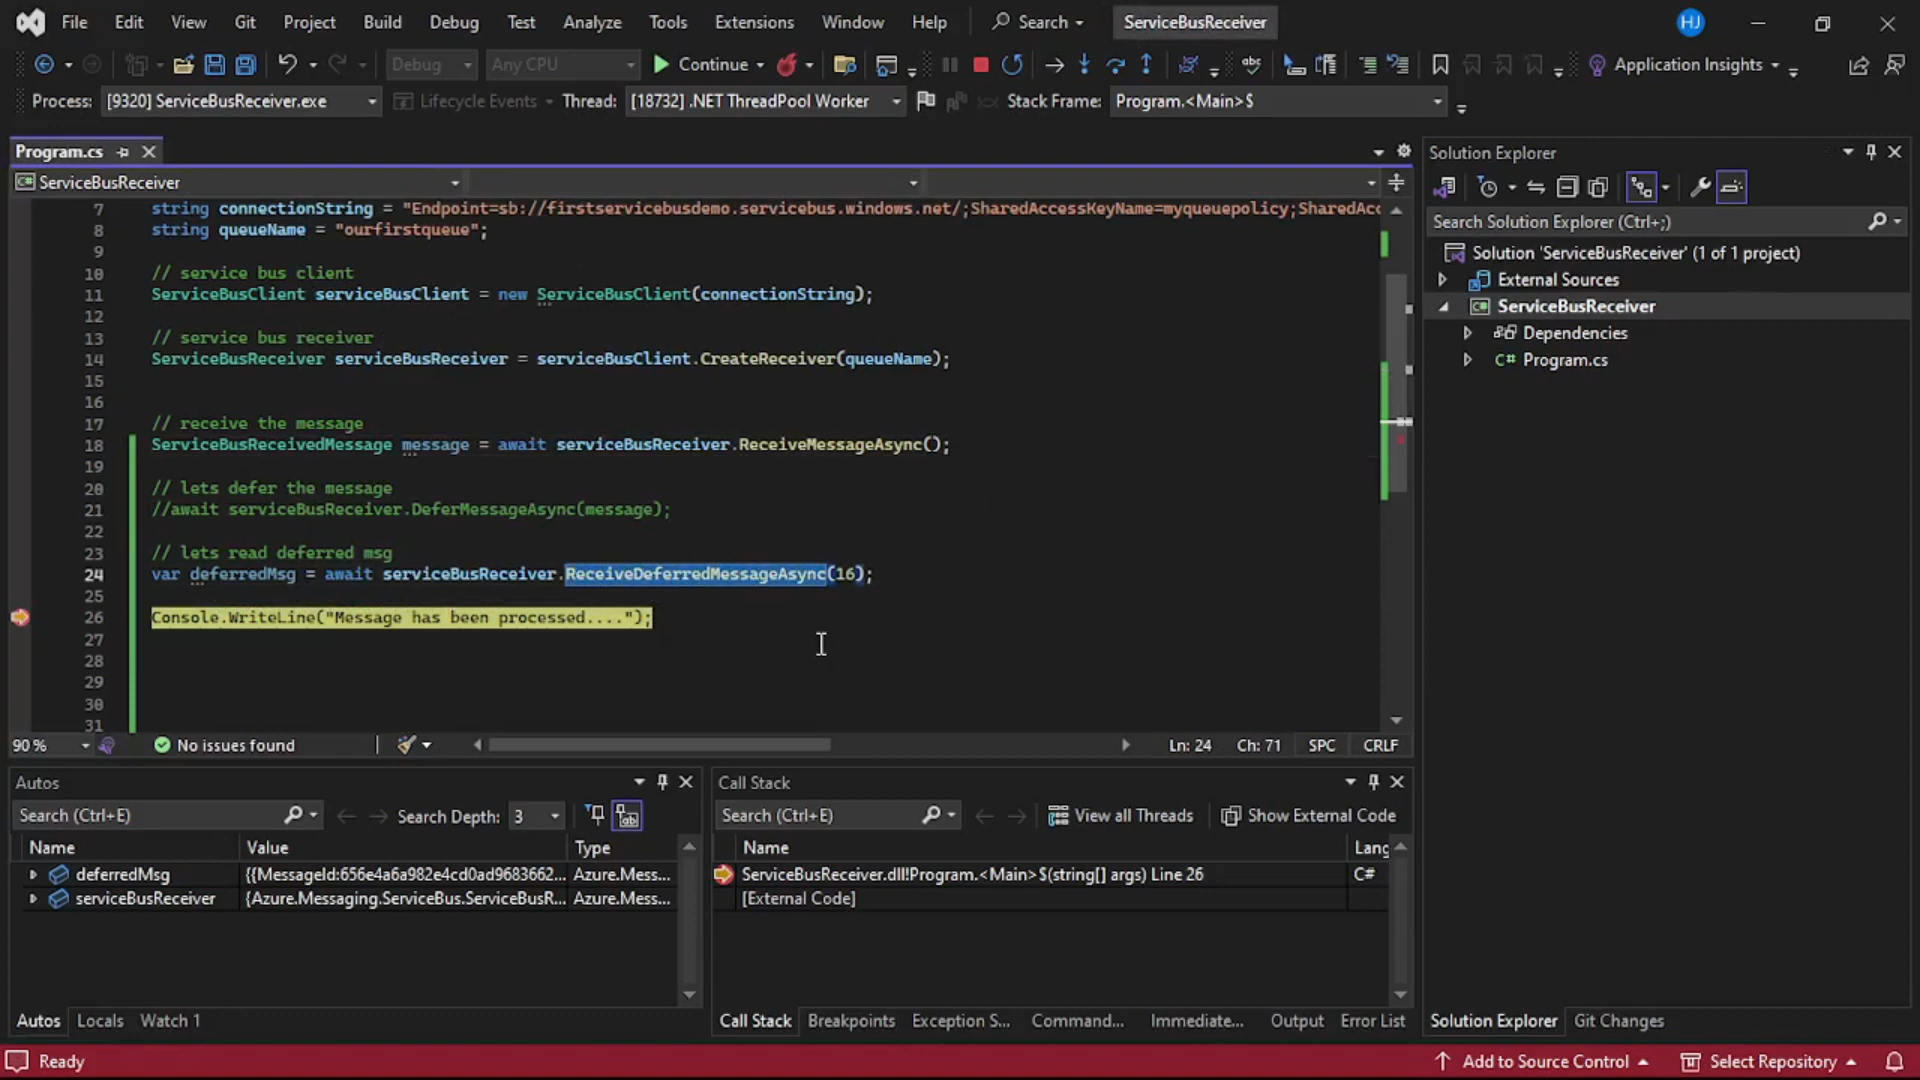 File Edit View Git Project Build Debug Test Analyze Tools Extensions Window Help Search ServiceBusReceiver HJ
Debug Any CPU Continue Application Insights
Process: [9320] ServiceBusReceiver.exe Lifecycle Events Thread: [18732] .NET ThreadPool Worker Stack Frame: Program.<Main>$
Program.cs
ServiceBusReceiver
7 string connectionString = "Endpoint=sb://firstservicebusdemo.servicebus.windows.net/;SharedAccessKeyName=myqueuepolicy;SharedAcc
8 string queueName = "ourfirstqueue";
9
10 // service bus client
11 ServiceBusClient serviceBusClient = new ServiceBusClient(connectionString);
12
13 // service bus receiver
14 ServiceBusReceiver serviceBusReceiver = serviceBusClient.CreateReceiver(queueName);
15
16
17 // receive the message
18 ServiceBusReceivedMessage message = await serviceBusReceiver.ReceiveMessageAsync();
19
20 // lets defer the message
21 //await serviceBusReceiver.DeferMessageAsync(message);
22
23 // lets read deferred msg
24 var deferredMsg = await serviceBusReceiver.ReceiveDeferredMessageAsync(16);
25
26 Console.WriteLine("Message has been processed....");
27
28
29
30
31
90 % No issues found Ln: 24 Ch: 71 SPC CRLF
Solution Explorer
Search Solution Explorer (Ctrl+;)
Solution 'ServiceBusReceiver' (1 of 1 project)
External Sources
ServiceBusReceiver
Dependencies
C# Program.cs
Autos
Search (Ctrl+E) Search Depth: 3
Name Value Type
deferredMsg {{MessageId:656e4a6a982e4cd0ad9683662... Azure.Mess...
serviceBusReceiver {Azure.Messaging.ServiceBus.ServiceBusR... Azure.Mess...
Autos Locals Watch 1
Call Stack
Search (Ctrl+E) View all Threads Show External Code
Name Lang
ServiceBusReceiver.dll!Program.<Main>$(string[] args) Line 26 C#
[External Code]
Call Stack Breakpoints Exception S... Command... Immediate... Output Error List
Solution Explorer Git Changes
Ready Add to Source Control Select Repository